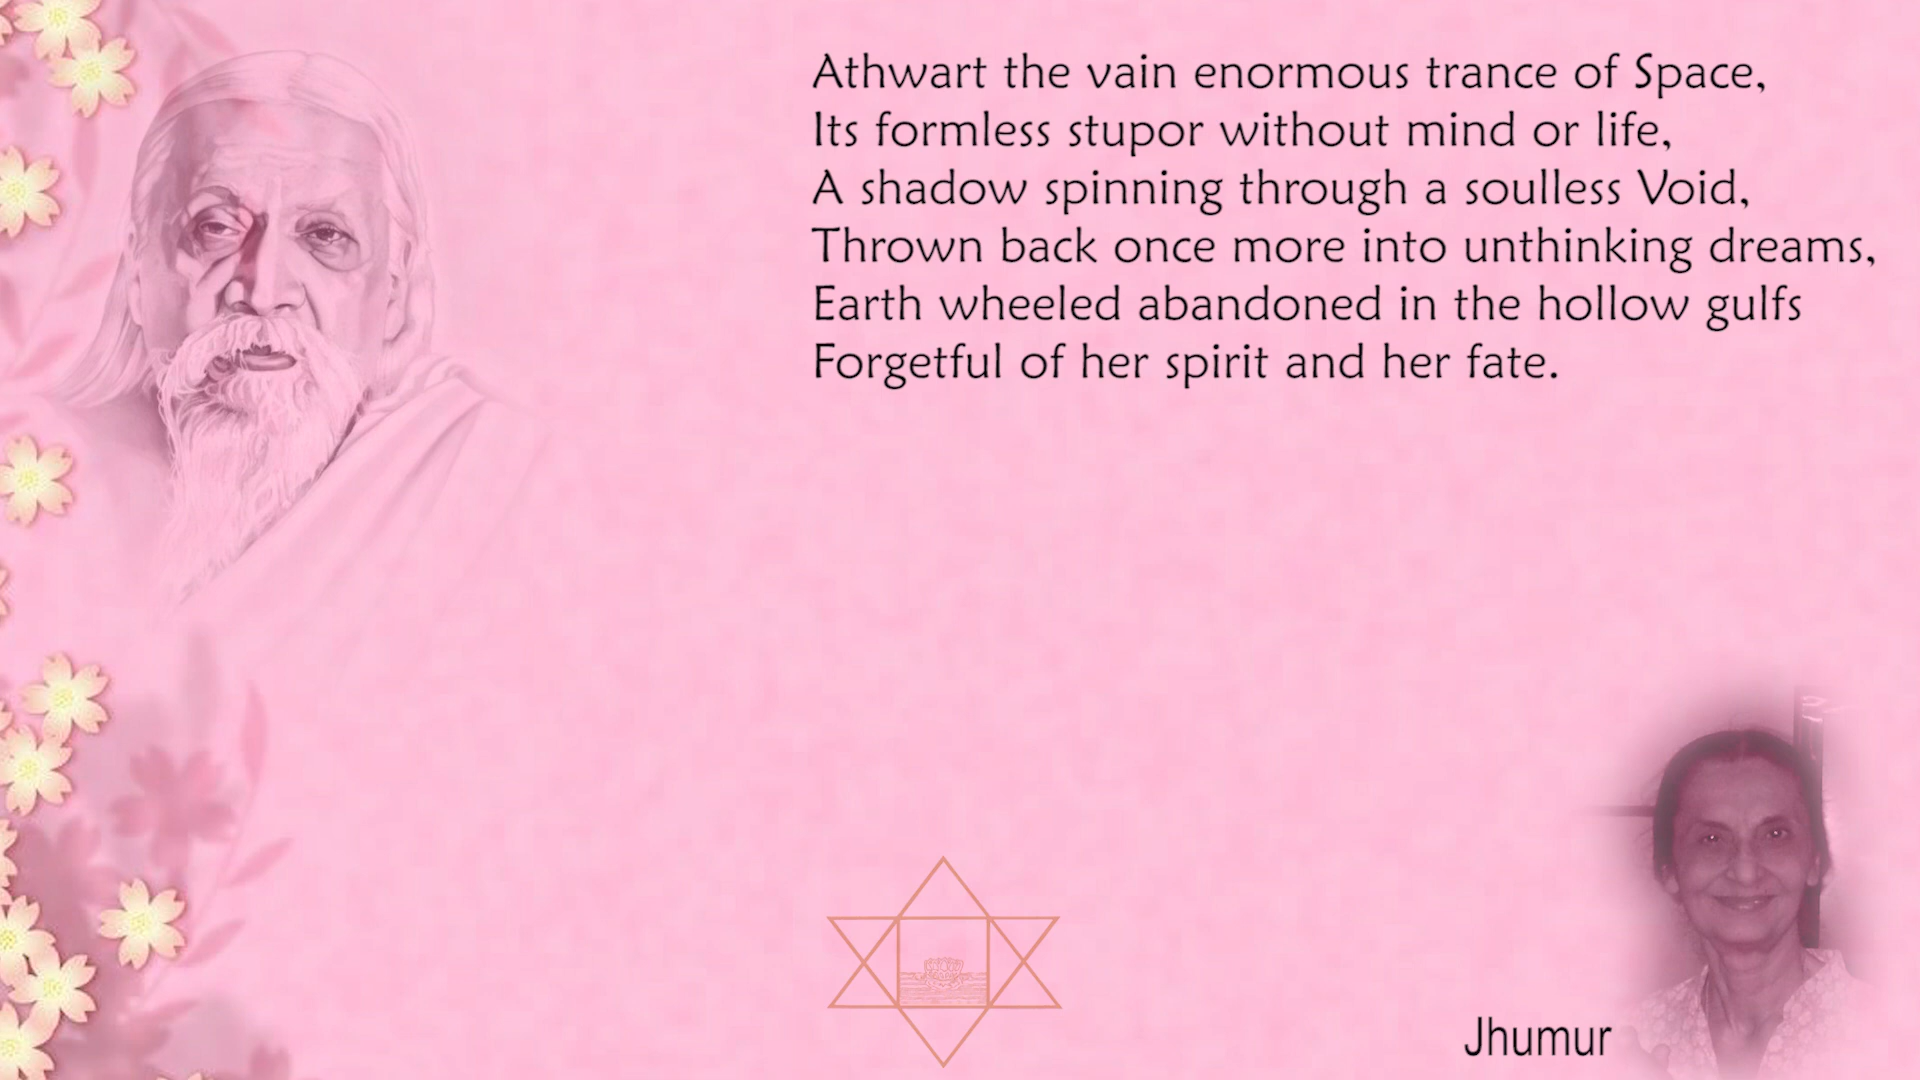 Athwart the vain enormous trance of Space,
Its formless stupor without mind or life,
A shadow spinning through a soulless Void,
Thrown back once more into unthinking dreams,
Earth wheeled abandoned in the hollow gulfs
Forgetful of her spirit and her fate.
Jhumur